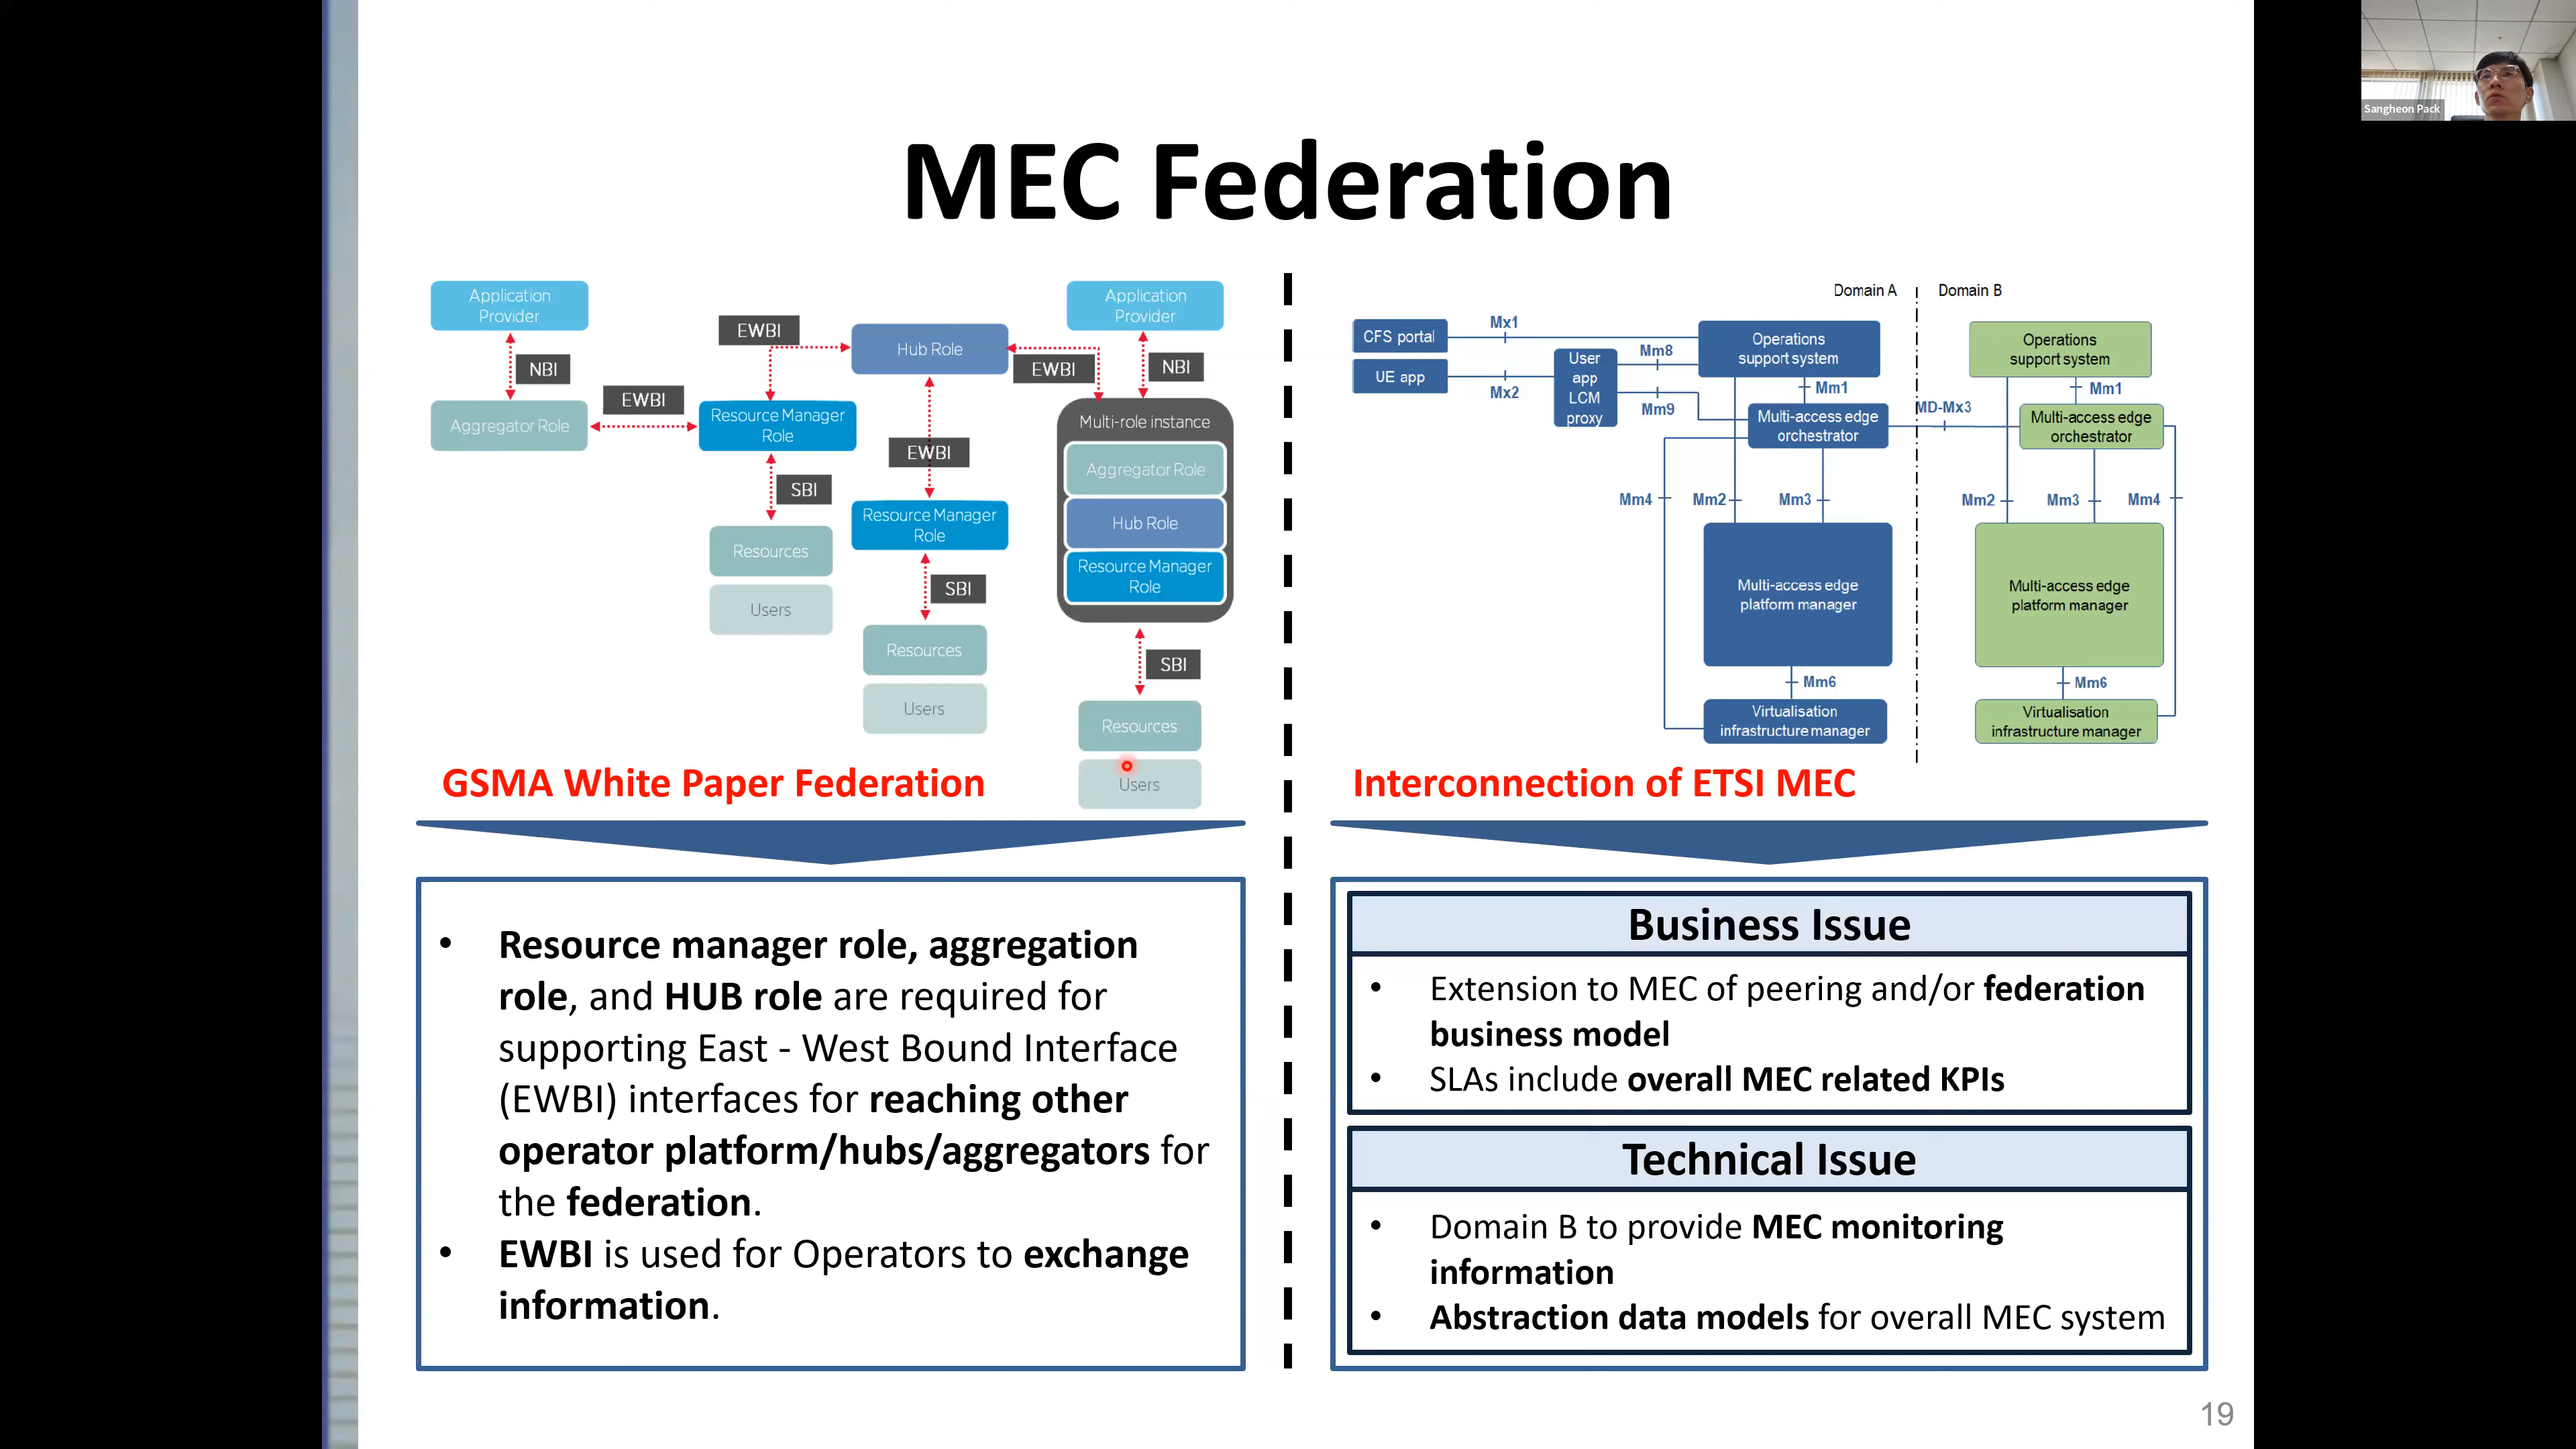 Sangheon Pack
MEC Federation
Application
Provider
NBI
Aggregator Role
EWBI
EWBI
Resource Manager
Role
SBI
Resources
Users
Hub Role
EWBI
Resource Manager
Role
SBI
Resources
Users
EWBI
Application
Provider
NBI
Multi-role instance
Aggregator Role
Hub Role
Resource Manager
Role
SBI
Resources
Users
GSMA White Paper Federation
Resource manager role, aggregation
role, and HUB role are required for
supporting East - West Bound Interface
(EWBI) interfaces for reaching other
operator platform/hubs/aggregators for
the federation.
EWBI is used for Operators to exchange
information.
Domain A
Domain B
CFS portal
UE app
Mx1
Mx2
User
app
LCM
proxy
Mm8
Mm9
Operations
support system
Mm1
Multi-access edge
orchestrator
MD-Mx3
Mm4
Mm2
Mm3
Multi-access edge
platform manager
Mm6
Virtualisation
infrastructure manager
Operations
support system
Mm1
Multi-access edge
orchestrator
Mm2
Mm3
Mm4
Multi-access edge
platform manager
Mm6
Virtualisation
infrastructure manager
Interconnection of ETSI MEC
Business Issue
Extension to MEC of peering and/or federation
business model
SLAs include overall MEC related KPIs
Technical Issue
Domain B to provide MEC monitoring
information
Abstraction data models for overall MEC system
19